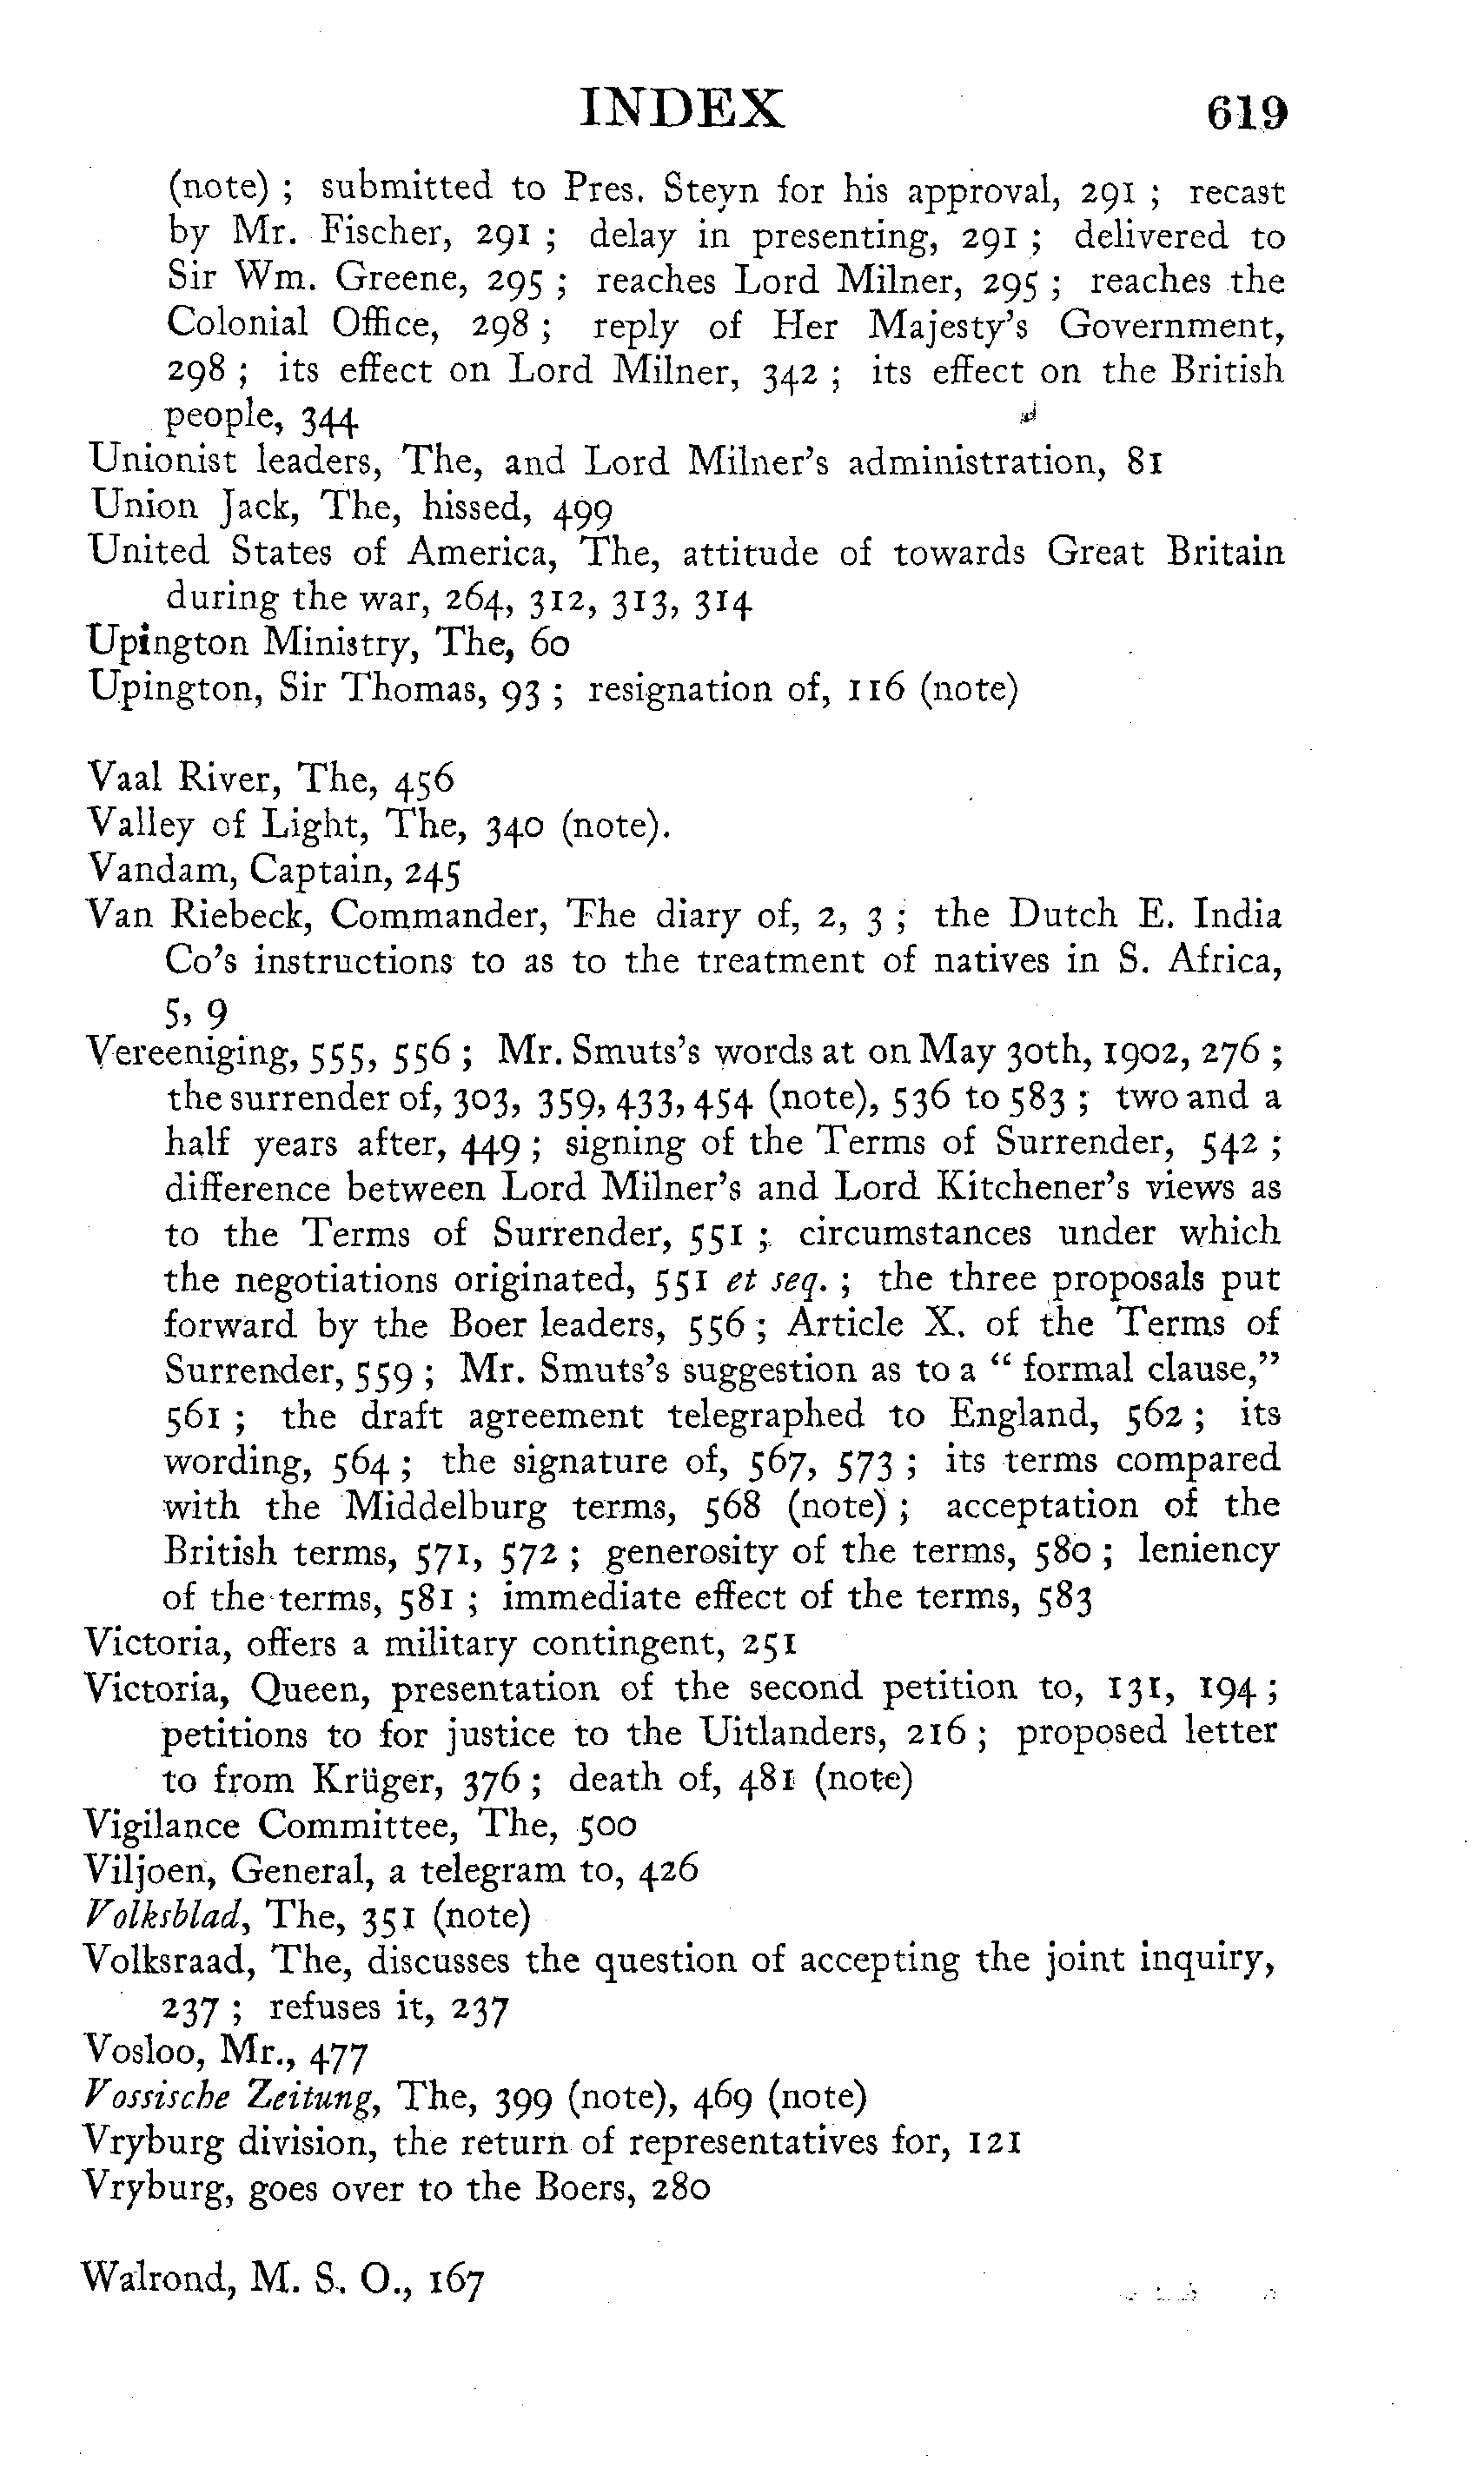 INDEX 619
(note) ; submitted to Pres. Steyn for his approval, 291 ; recast
by Mr. Fischer, 291 ; delay in presenting, 291 ; delivered to
Sir Wm. Greene, 295 ; reaches Lord Milner, 295 ; reaches the
Colonial Office, 298 ; reply of Her Majesty's Government,
298 ; its effect on Lord Milner, 342 ; its effect on the British
people, 344
Unionist leaders, The, and Lord Milner's administration, 81
Union Jack, The, hissed, 499
United States of America, The, attitude of towards Great Britain
during the war, 264, 312, 313, 314
Upington Ministry, The, 60
Upington, Sir Thomas, 93 ; resignation of, 116 (note)
Vaal River, The, 456
Valley of Light, The, 340 (note).
Vandam, Captain, 245
Van Riebeck, Commander, The diary of, 2, 3 ; the Dutch E. India
Co's instructions to as to the treatment of natives in S. Africa,
5, 9
Vereeniging, 555, 556 ; Mr. Smuts's words at on May 30th, 1902, 276 ;
the surrender of, 303, 359, 433, 454 (note), 536 to 583 ; two and a
half years after, 449 ; signing of the Terms of Surrender, 542 ;
difference between Lord Milner's and Lord Kitchener's views as
to the Terms of Surrender, 551 ; circumstances under which
the negotiations originated, 551 et seq. ; the three proposals put
forward by the Boer leaders, 556 ; Article X. of the Terms of
Surrender, 559 ; Mr. Smuts's suggestion as to a " formal clause,"
561 ; the draft agreement telegraphed to England, 562 ; its
wording, 564 ; the signature of, 567, 573 ; its terms compared
with the Middelburg terms, 568 (note) ; acceptation of the
British terms, 571, 572 ; generosity of the terms, 580 ; leniency
of the terms, 581 ; immediate effect of the terms, 583
Victoria, offers a military contingent, 251
Victoria, Queen, presentation of the second petition to, 131, 194 ;
petitions to for justice to the Uitlanders, 216 ; proposed letter
to from Krüger, 376 ; death of, 481 (note)
Vigilance Committee, The, 500
Viljoen, General, a telegram to, 426
Volksblad, The, 351 (note)
Volksraad, The, discusses the question of accepting the joint inquiry,
237 ; refuses it, 237
Vosloo, Mr., 477
Vossische Zeitung, The, 399 (note), 469 (note)
Vryburg division, the return of representatives for, 121
Vryburg, goes over to the Boers, 280
Walrond, M. S. O., 167